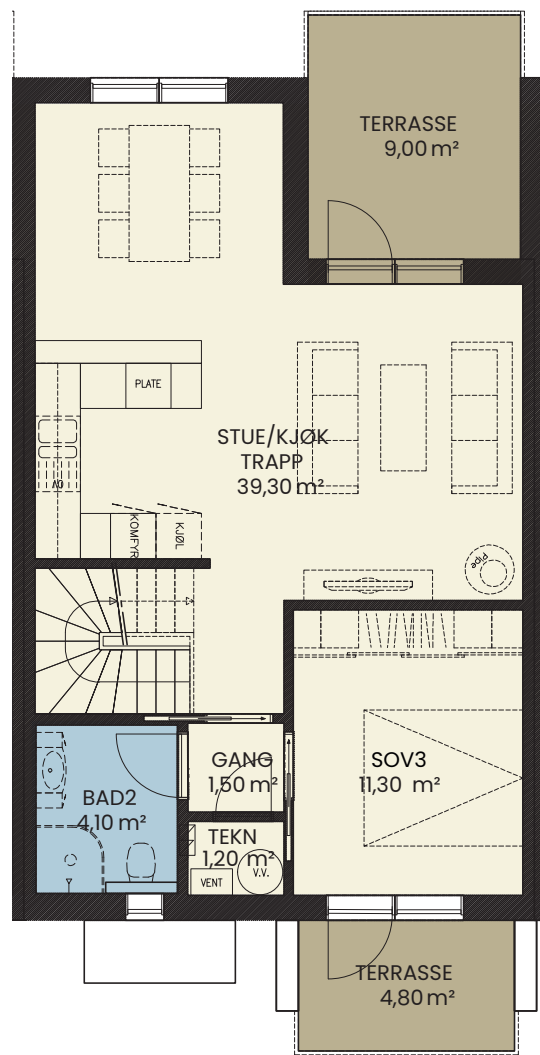 TERRASSE
9,00 m²
PLATE
STUE/KJØK
TRAPP
39,30 m²
KOMFYR
KJØL
Pipe
GANG
1,50 m²
SOV3
11,30 m²
BAD2
4,10 m²
TEKN
1,20 m²
V.V.
VENT
TERRASSE
4,80 m²